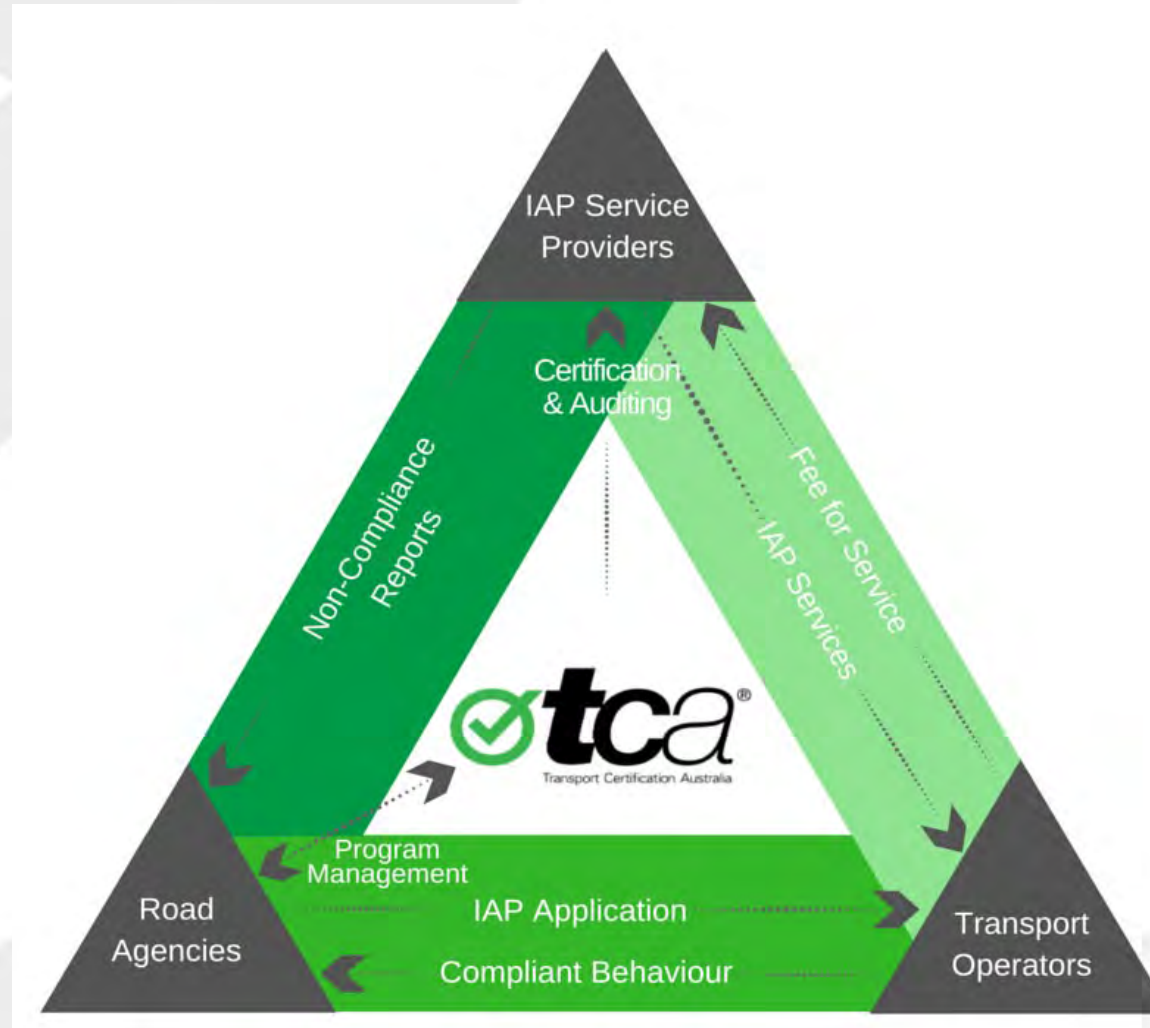 IAP Service
Providers
Certification
& Auditing
Non-Compliance
Reports
Fee for Service
IAP Services
tca®
Transport Certification Australia
Program
Management
Road
Agencies
IAP Application
Compliant Behaviour
Transport
Operators